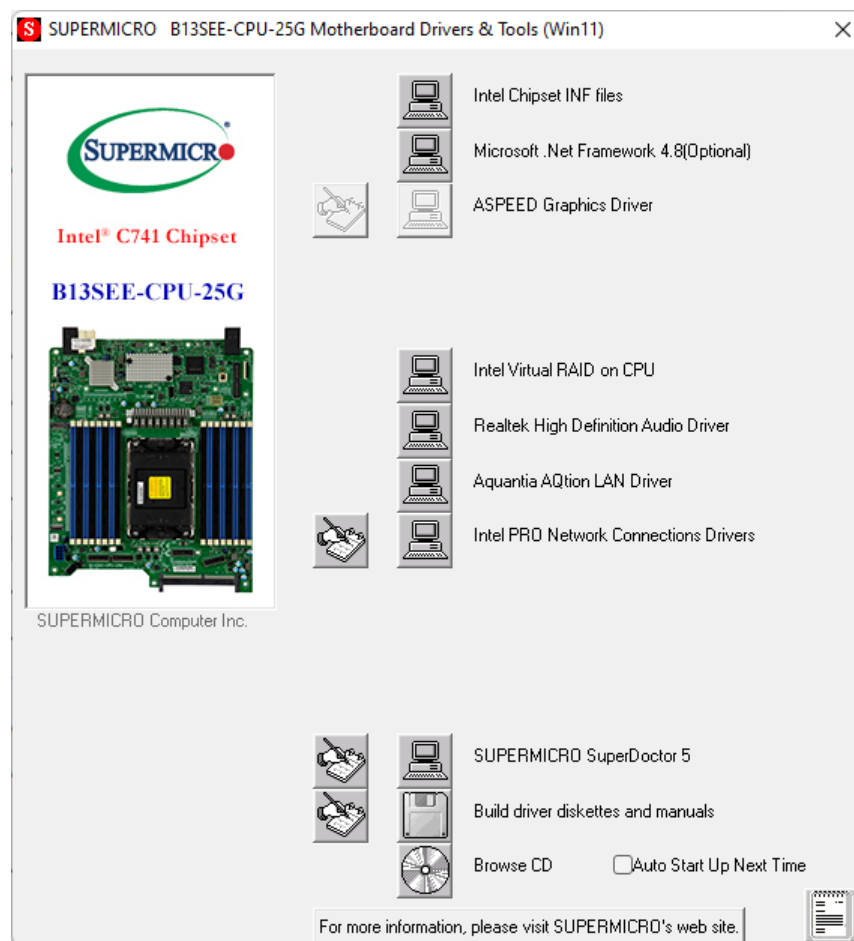 SUPERMICRO B13SEE-CPU-25G Motherboard Drivers & Tools (Win11)
SUPERMICRO
Intel® C741 Chipset
B13SEE-CPU-25G
SUPERMICRO Computer Inc.
Intel Chipset INF files
Microsoft .Net Framework 4.8(Optional)
ASPEED Graphics Driver
Intel Virtual RAID on CPU
Realtek High Definition Audio Driver
Aquantia AQtion LAN Driver
Intel PRO Network Connections Drivers
SUPERMICRO SuperDoctor 5
Build driver diskettes and manuals
Browse CD
Auto Start Up Next Time
For more information, please visit SUPERMICRO's web site.